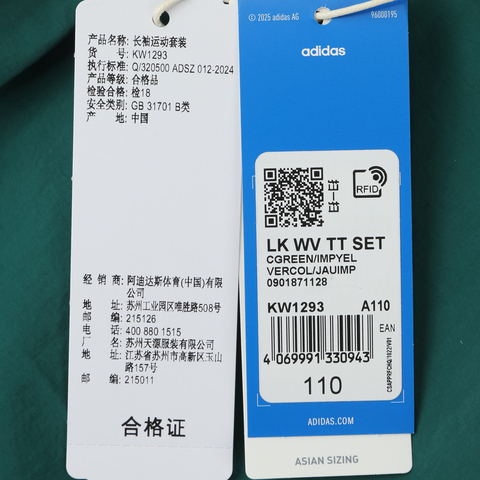 产品名称: 长袖运动套装
货 号: KW1293
执行标准: Q/320500 ADSZ 012-2024
产品等级: 合格品
检验合格: 检18
安全类别: GB 31701 B类
产 地: 中国
经 销 商: 阿迪达斯体育(中国)有限
公司
地 址: 苏州工业园区唯胜路508号
邮 编: 215126
电 话: 400 880 1515
厂 名: 苏州天源服装有限公司
地 址: 江苏省苏州市高新区玉山
路157号
邮 编: 215011
合格证
© 2025 adidas AG
96000195
adidas
RFID
LK WV TT SET
CGREEN/IMPYEL
VERCOL/JAUIMP
0901871128
KW1293 A110
EAN
4 069991 330943
110
ADIDAS.COM
ASIAN SIZING